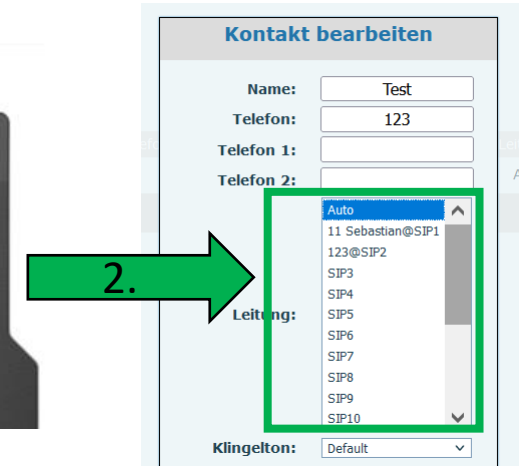 Kontakt bearbeiten
Name: Test
Telefon: 123
Telefon 1:
Telefon 2:
Auto
11 Sebastian@SIP1
123@SIP2
SIP3
SIP4
2.
Leitung: SIP5
SIP6
SIP7
SIP8
SIP9
SIP10
Klingelton: Default